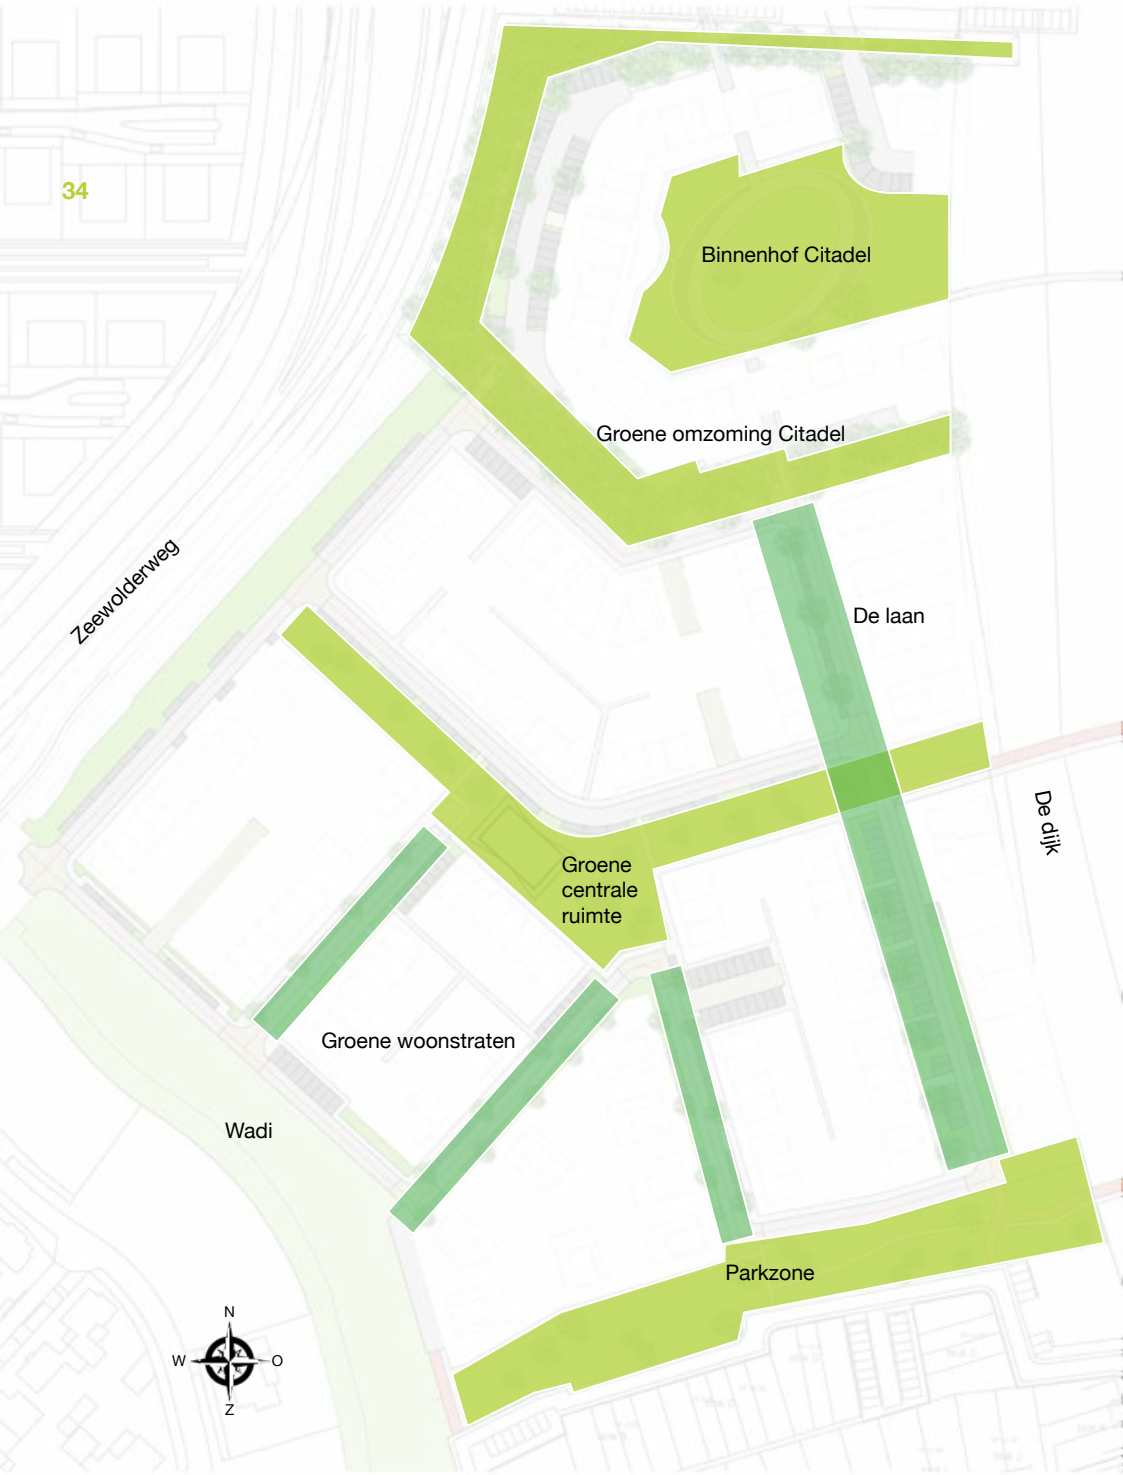 34
Binnenhof Citadel
Groene omzoming Citadel
Zeewolderweg
De laan
De dijk
Groene
centrale
ruimte
Groene woonstraten
Wadi
Parkzone
N
W
O
Z